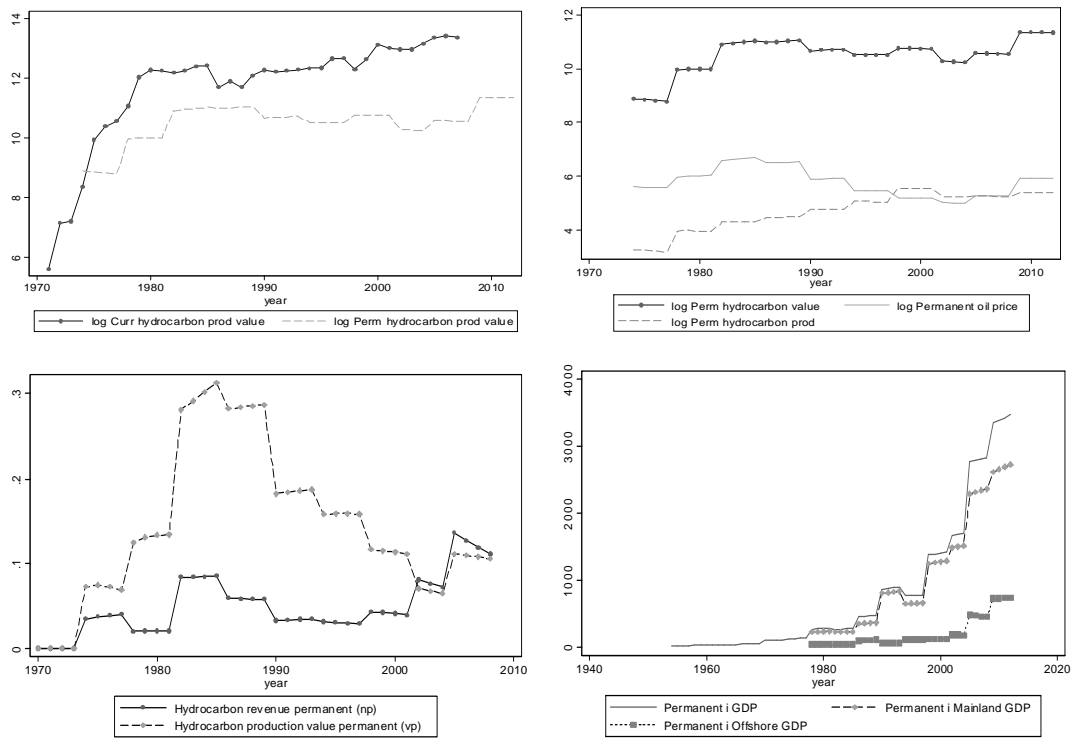 14
12
10
8
6
1970
1980
1990
2000
2010
year
log Curr hydrocarbon prod value
log Perm hydrocarbon prod value
12
10
8
6
4
1970
1980
1990
2000
2010
year
log Perm hydrocarbon value
log Permanent oil price
log Perm hydrocarbon prod
.3
.2
.1
0
1970
1980
1990
2000
2010
year
Hydrocarbon revenue permanent (np)
Hydrocarbon production value permanent (vp)
4000
3000
2000
1000
0
1940
1960
1980
2000
2020
year
Permanent i GDP
Permanent i Mainland GDP
Permanent i Offshore GDP